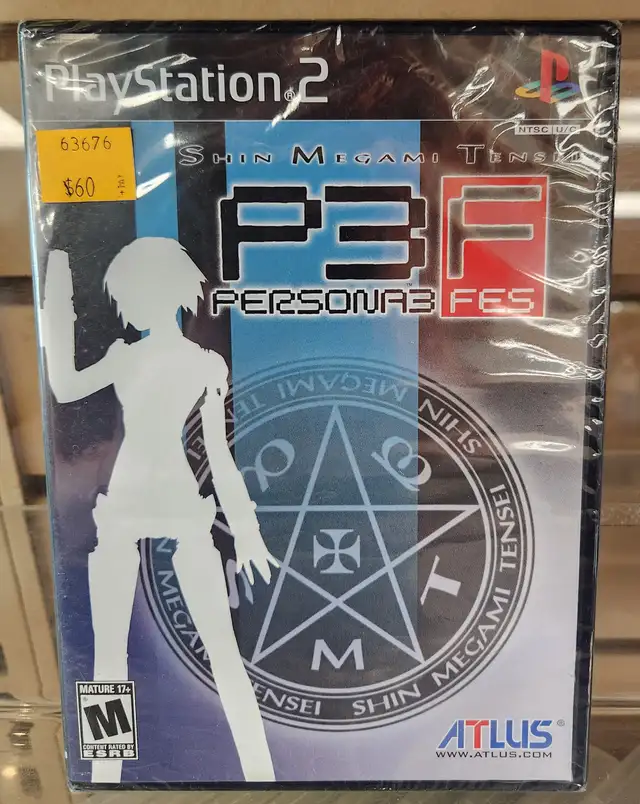 PlayStation®2
NTSC U/C
63676
$60
SHIN MEGAMI TENSEI
P3F
PERSONA3 FES
SHIN MEGAMI TENSEI SHIN MEGAMI TENSEI
S M T
MATURE 17+
M
CONTENT RATED BY
ESRB
ATLUS®
WWW.ATLUS.COM